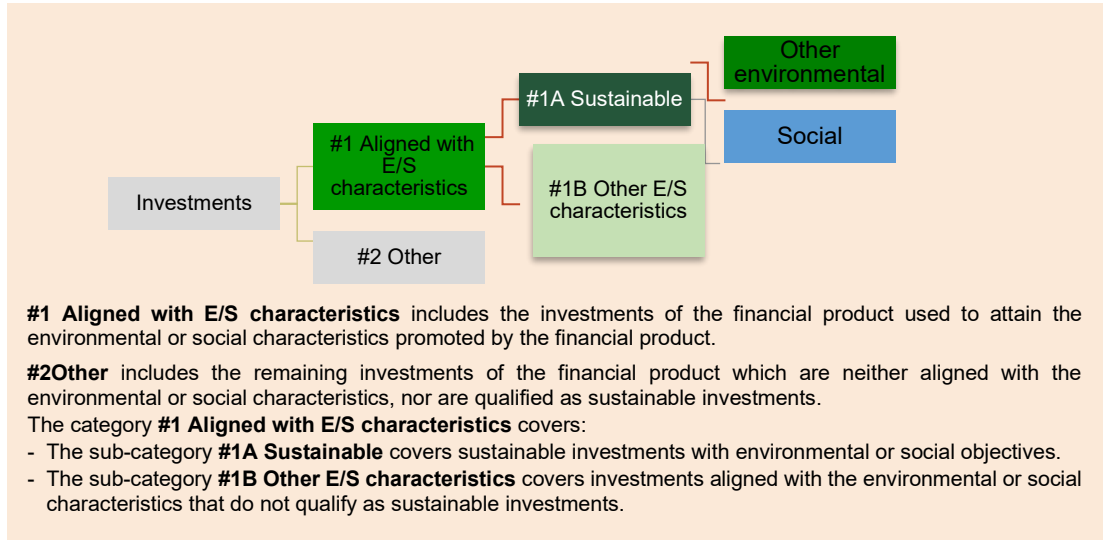 Other
environmental
#1A Sustainable
Social
#1 Aligned with
E/S
characteristics
#1B Other E/S
characteristics
Investments
#2 Other
#1 Aligned with E/S characteristics includes the investments of the financial product used to attain the
environmental or social characteristics promoted by the financial product.
#2Other includes the remaining investments of the financial product which are neither aligned with the
environmental or social characteristics, nor are qualified as sustainable investments.
The category #1 Aligned with E/S characteristics covers:
- The sub-category #1A Sustainable covers sustainable investments with environmental or social objectives.
- The sub-category #1B Other E/S characteristics covers investments aligned with the environmental or social
characteristics that do not qualify as sustainable investments.